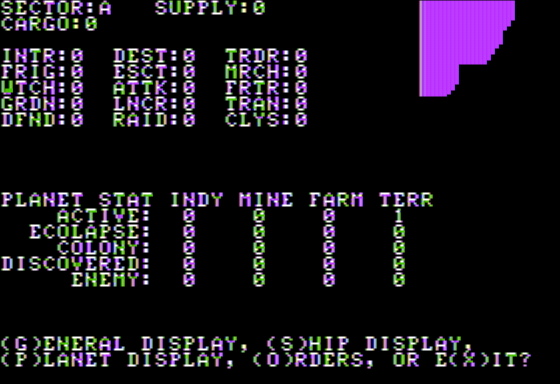 SECTOR:A SUPPLY:0
CARGO:0
INTR:0 DEST:0 TRDR:0
FRIG:0 ESCT:0 MRCH:0
WTCH:0 ATTK:0 FRTR:0
GRDN:0 LNCR:0 TRAN:0
DFND:0 RAID:0 CLYS:0
PLANET STAT INDY MINE FARM TERR
ACTIVE: 0 0 0 1
ECOLAPSE: 0 0 0 0
COLONY: 0 0 0 0
DISCOVERED: 0 0 0 0
ENEMY: 0 0 0 0
(G)ENERAL DISPLAY, (S)HIP DISPLAY,
(P)LANET DISPLAY, (O)RDERS, OR E(X)IT?